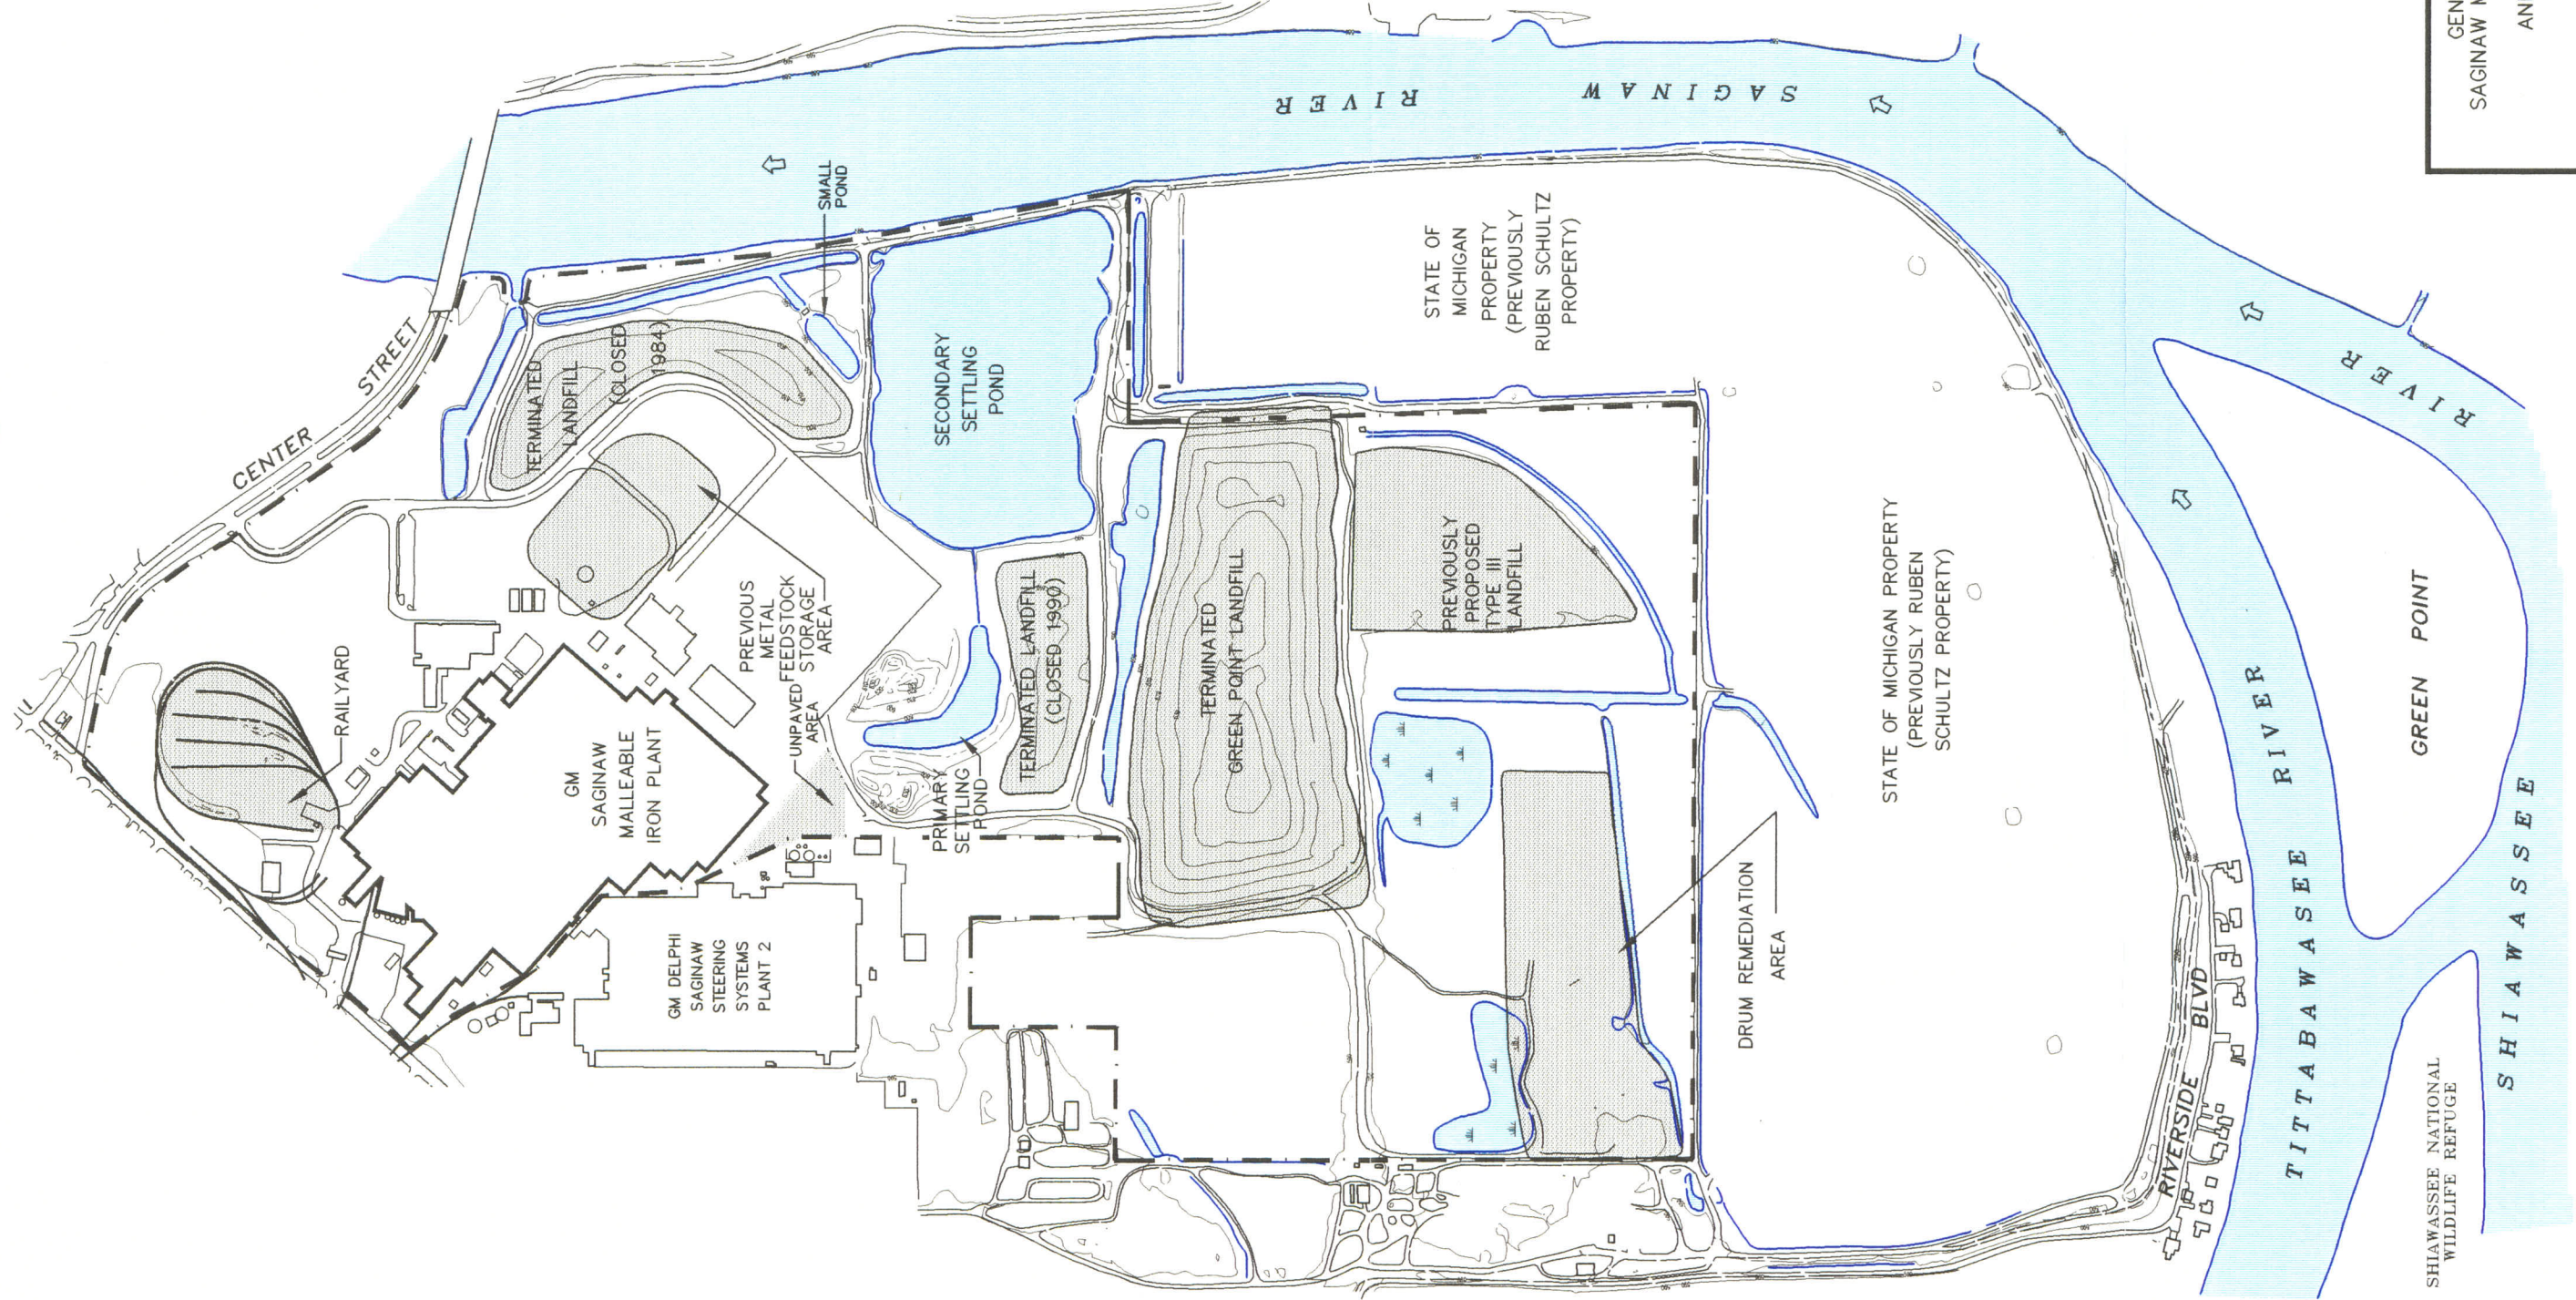 CENTER STREET
RAILYARD
GM
SAGINAW
MALLEABLE
IRON PLANT
GM DELPHI
SAGINAW
STEERING
SYSTEMS
PLANT 2
TERMINATED
LANDFILL
(CLOSED
1984)
PREVIOUS
METAL
FEEDSTOCK
STORAGE
AREA
UNPAVED
AREA
SMALL
POND
SECONDARY
SETTLING
POND
PRIMARY
SETTLING
POND
TERMINATED LANDFILL
(CLOSED 1990)
TERMINATED
GREEN POINT LANDFILL
PREVIOUSLY
PROPOSED
TYPE III
LANDFILL
STATE OF
MICHIGAN
PROPERTY
(PREVIOUSLY
RUBEN SCHULTZ
PROPERTY)
DRUM REMEDIATION
AREA
STATE OF MICHIGAN PROPERTY
(PREVIOUSLY RUBEN
SCHULTZ PROPERTY)
SAGINAW RIVER
RIVERSIDE BLVD
TITTABAWASSEE RIVER
GREEN POINT
SHIAWASSEE RIVER
SHIAWASSEE NATIONAL
WILDLIFE REFUGE
GEN
SAGINAW M
AN